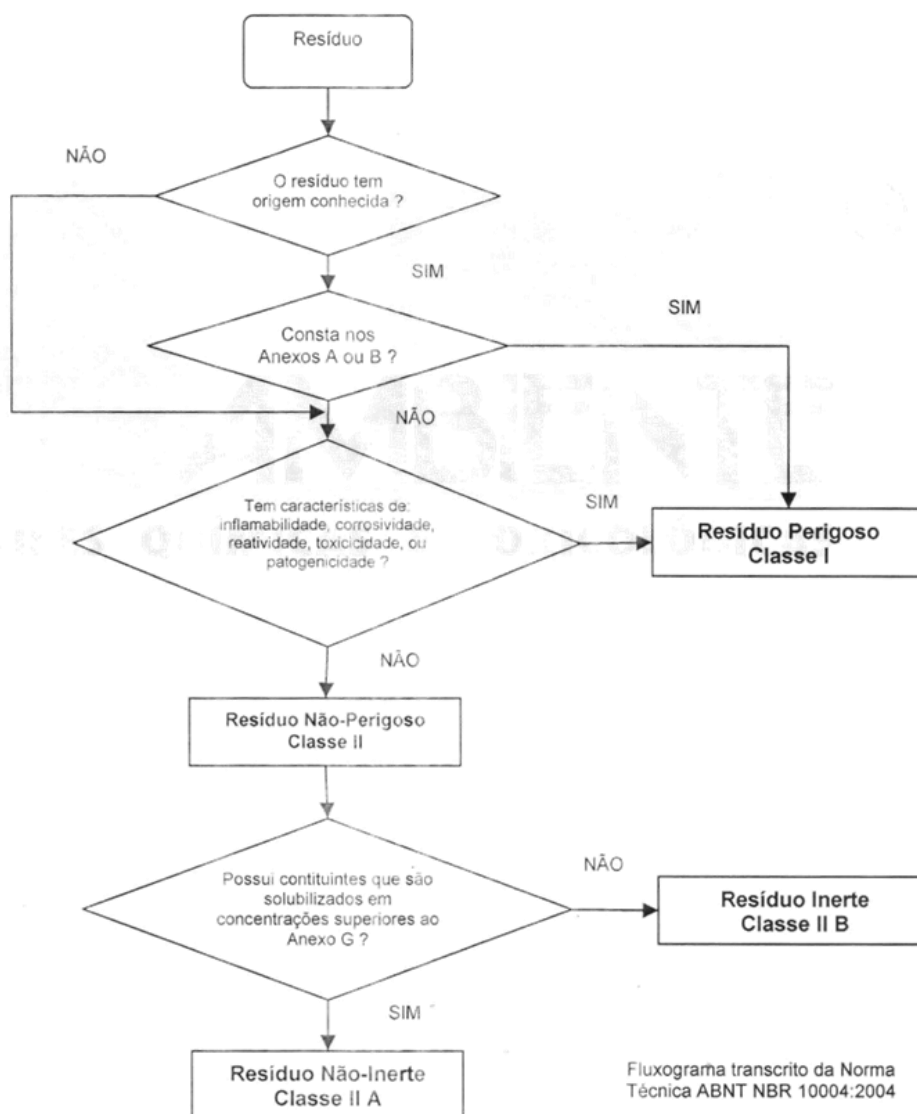 Resíduo
NÃO
O resíduo tem
origem conhecida ?
SIM
Consta nos
Anexos A ou B ?
SIM
NÃO
Tem características de:
inflamabilidade, corrosividade,
reatividade, toxicicidade, ou
patogenicidade ?
SIM
Resíduo Perigoso
Classe I
NÃO
Resíduo Não-Perigoso
Classe II
Possui contituintes que são
solubilizados em
concentrações superiores ao
Anexo G ?
NÃO
Resíduo Inerte
Classe II B
SIM
Resíduo Não-Inerte
Classe II A
Fluxograma transcrito da Norma
Técnica ABNT NBR 10004:2004